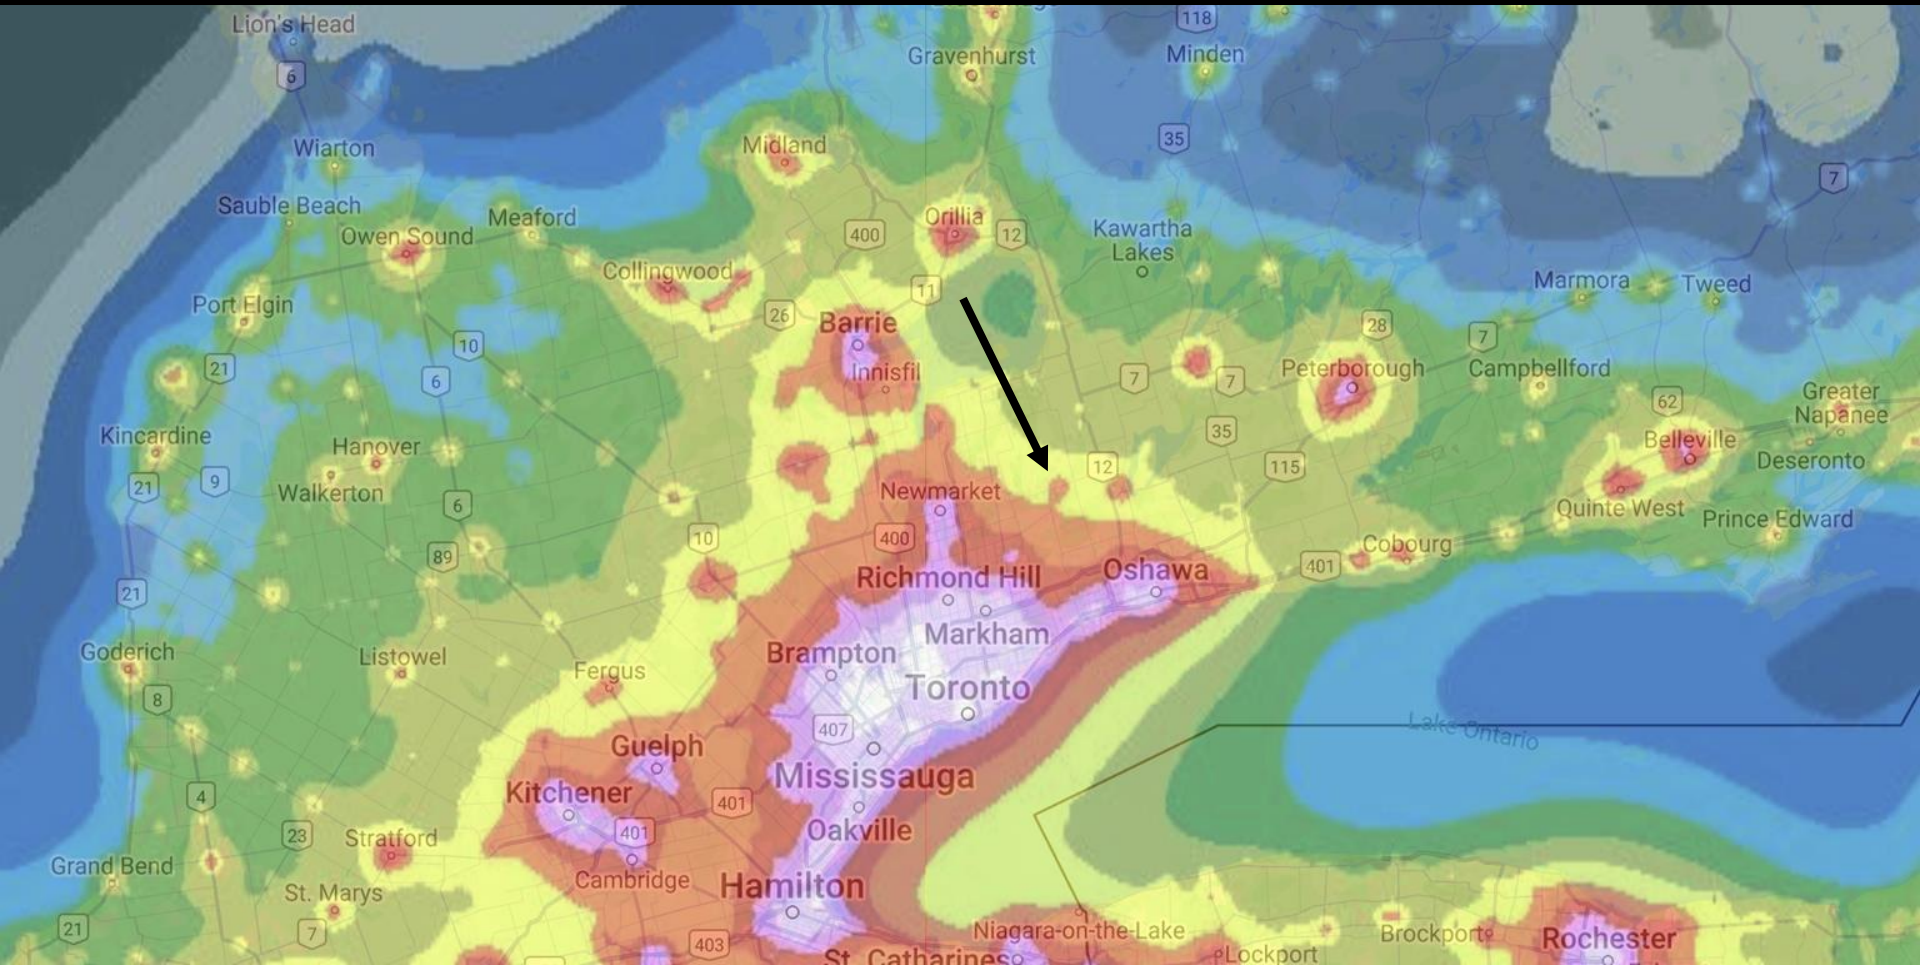 Lion's Head
118
Gravenhurst
Minden
6
35
Wiarton
Midland
7
Sauble Beach
Meaford
Owen Sound
400
Orillia
12
Kawartha
Lakes
Collingwood
11
Marmora
Tweed
Port Elgin
26
Barrie
28
10
7
21
6
Innisfil
7
7
Peterborough
Campbellford
62
Greater
Napanee
Kincardine
Hanover
35
Belleville
Deseronto
21
9
Walkerton
6
12
115
Newmarket
Quinte West
Prince Edward
89
10
400
Cobourg
401
Richmond Hill
Oshawa
21
Markham
Goderich
Listowel
Fergus
Brampton
Toronto
8
407
Lake Ontario
Guelph
Mississauga
Kitchener
401
4
23
Stratford
401
Oakville
Grand Bend
Cambridge
Hamilton
St. Marys
21
7
403
Niagara-on-the-Lake
Brockport
Rochester
St. Catharines
Lockport